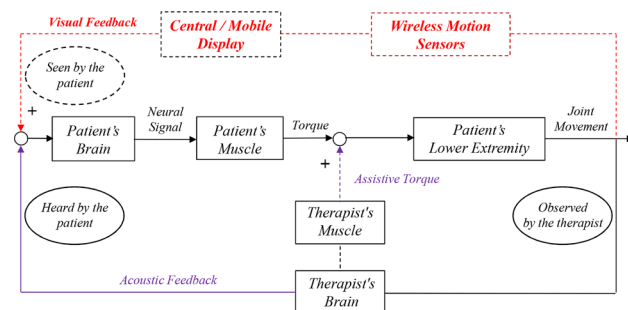 Visual Feedback
Central / Mobile
Display
Wireless Motion
Sensors
Seen by the
patient
+
Patient's
Brain
Neural
Signal
Patient's
Muscle
Torque
+
Patient's
Lower Extremity
Joint
Movement
Assistive Torque
Heard by the
patient
Therapist's
Muscle
Observed
by the therapist
Acoustic Feedback
Therapist's
Brain